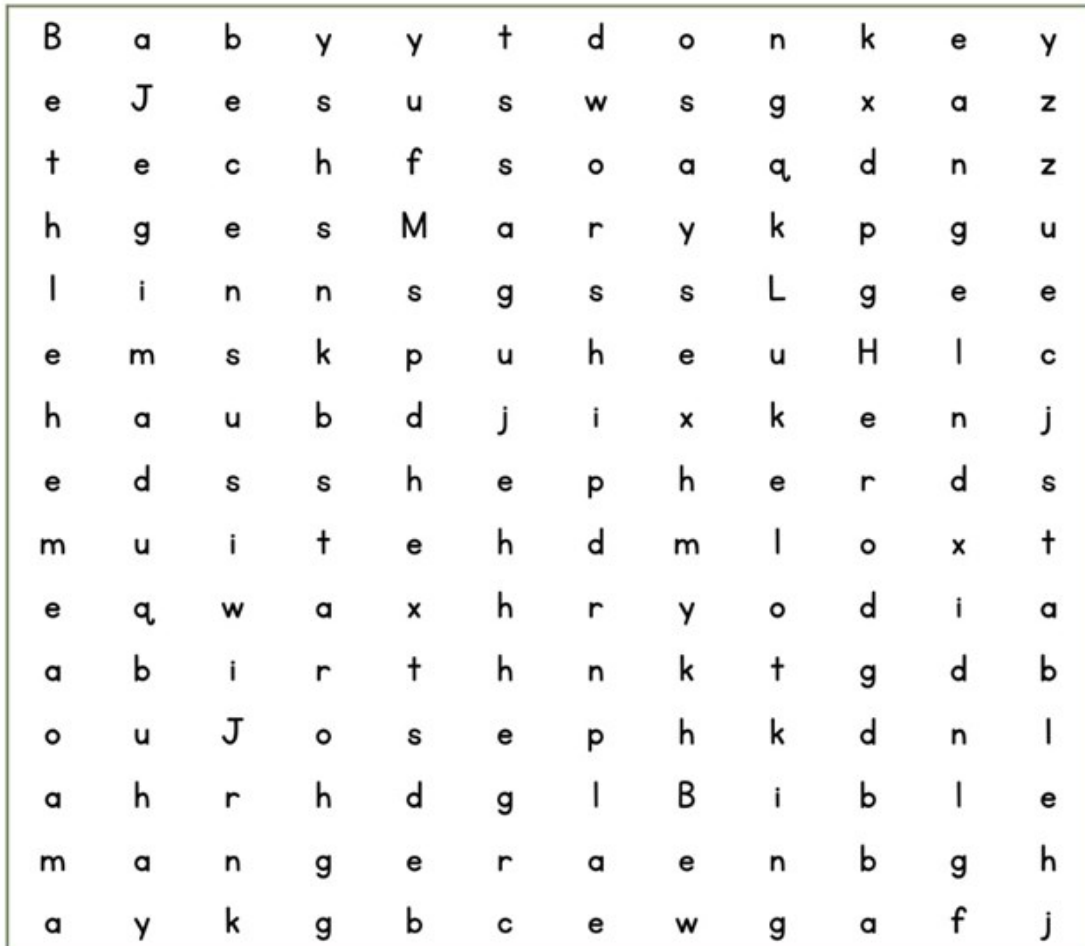 B a b y y t d o n k e y
e J e s u s w s g x a z
t e c h f s o a q d n z
h g e s M a r y k p g u
l i n n s g s s L g e e
e m s k p u h e u H l c
h a u b d j i x k e n j
e d s s h e p h e r d s
m u i t e h d m l o x t
e q w a x h r y o d i a
a b i r t h n k t g d b
o u J o s e p h k d n l
a h r h d g l B i b l e
m a n g e r a e n b g h
a y k g b c e w g a f j